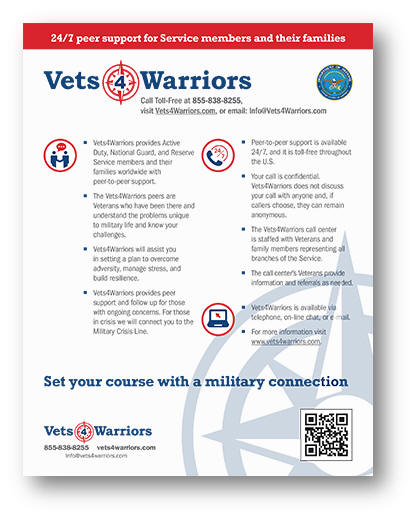 24/7 peer support for Service members and their families
Vets4Warriors
Call Toll-Free at 855-838-8255,
visit Vets4Warriors.com, or email: Info@Vets4Warriors.com
Vets4Warriors provides Active
Duty, National Guard, and Reserve
Service members and their
families worldwide with
peer-to-peer support.
The Vets4Warriors peers are
Veterans who have been there and
understand the problems unique
to military life and know your
challenges.
Vets4Warriors will assist you
in setting a plan to overcome
adversity, manage stress, and
build resilience.
Vets4Warriors provides peer
support and follow up for those
with ongoing concerns. For those
in crisis we will connect you to the
Military Crisis Line.
24/7
Peer-to-peer support is available
24/7, and it is toll-free throughout
the U.S.
Your call is confidential.
Vets4Warriors does not discuss
your call with anyone and, if
callers choose, they can remain
anonymous.
The Vets4Warriors call center
is staffed with Veterans and
family members representing all
branches of the Service.
The call center's Veterans provide
information and referrals as needed.
Vets4Warriors is available via
telephone, on-line chat, or e-mail.
For more information visit
www.vets4warriors.com.
Set your course with a military connection
Vets4Warriors
855-838-8255 vets4warriors.com
info@vets4warriors.com